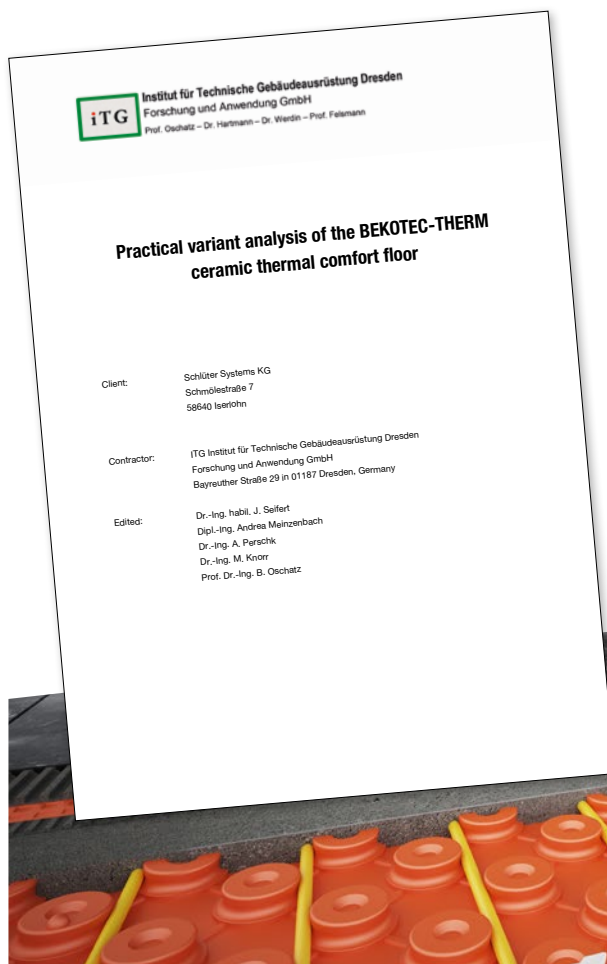 iTG
Institut für Technische Gebäudeausrüstung Dresden
Forschung und Anwendung GmbH
Prof. Oschatz – Dr. Hartmann – Dr. Werdin – Prof. Felsmann
Practical variant analysis of the BEKOTEC-THERM
ceramic thermal comfort floor
Client:
Schlüter Systems KG
Schmölestraße 7
58640 Iserlohn
Contractor:
ITG Institut für Technische Gebäudeausrüstung Dresden
Forschung und Anwendung GmbH
Bayreuther Straße 29 in 01187 Dresden, Germany
Edited:
Dr.-Ing. habil. J. Seifert
Dipl.-Ing. Andrea Meinzenbach
Dr.-Ing. A. Perschk
Dr.-Ing. M. Knorr
Prof. Dr.-Ing. B. Oschatz